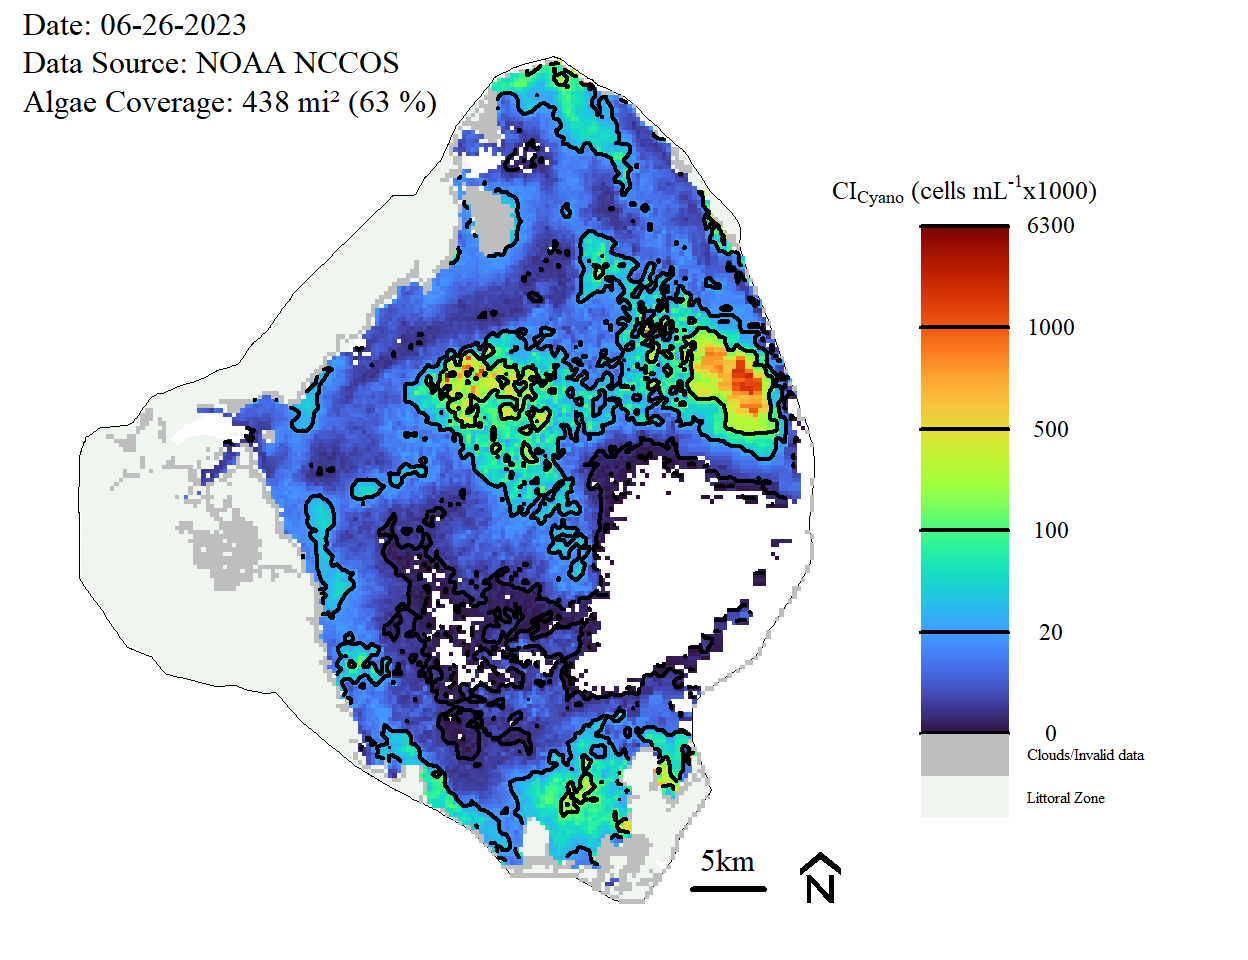 Date: 06-26-2023
Data Source: NOAA NCCOS
Algae Coverage: 438 mi² (63 %)
CI_Cyano (cells mL⁻¹x1000)
6300
1000
500
100
20
0
Clouds/Invalid data
Littoral Zone
5km
N